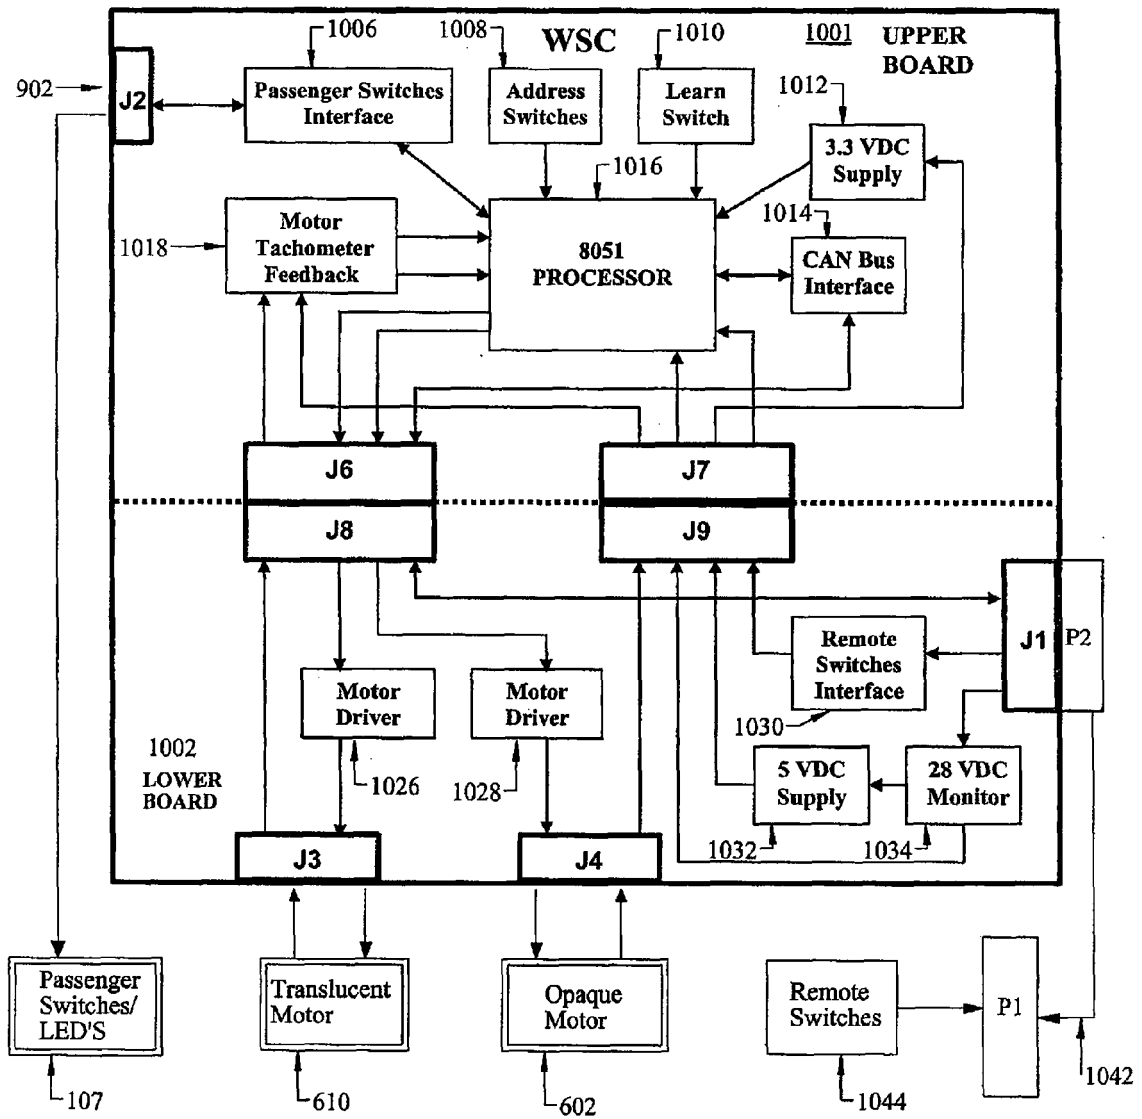 1006
1008
WSC
1010
1001
UPPER
BOARD
902
J2
Passenger Switches
Interface
Address
Switches
Learn
Switch
1012
3.3 VDC
Supply
1016
1014
1018
Motor
Tachometer
Feedback
8051
PROCESSOR
CAN Bus
Interface
J6
J7
J8
J9
J1
P2
Remote
Switches
Interface
1030
Motor
Driver
Motor
Driver
1002
LOWER
BOARD
1026
1028
5 VDC
Supply
28 VDC
Monitor
1032
1034
J3
J4
Passenger
Switches/
LED'S
Translucent
Motor
Opaque
Motor
Remote
Switches
P1
107
610
602
1044
1042